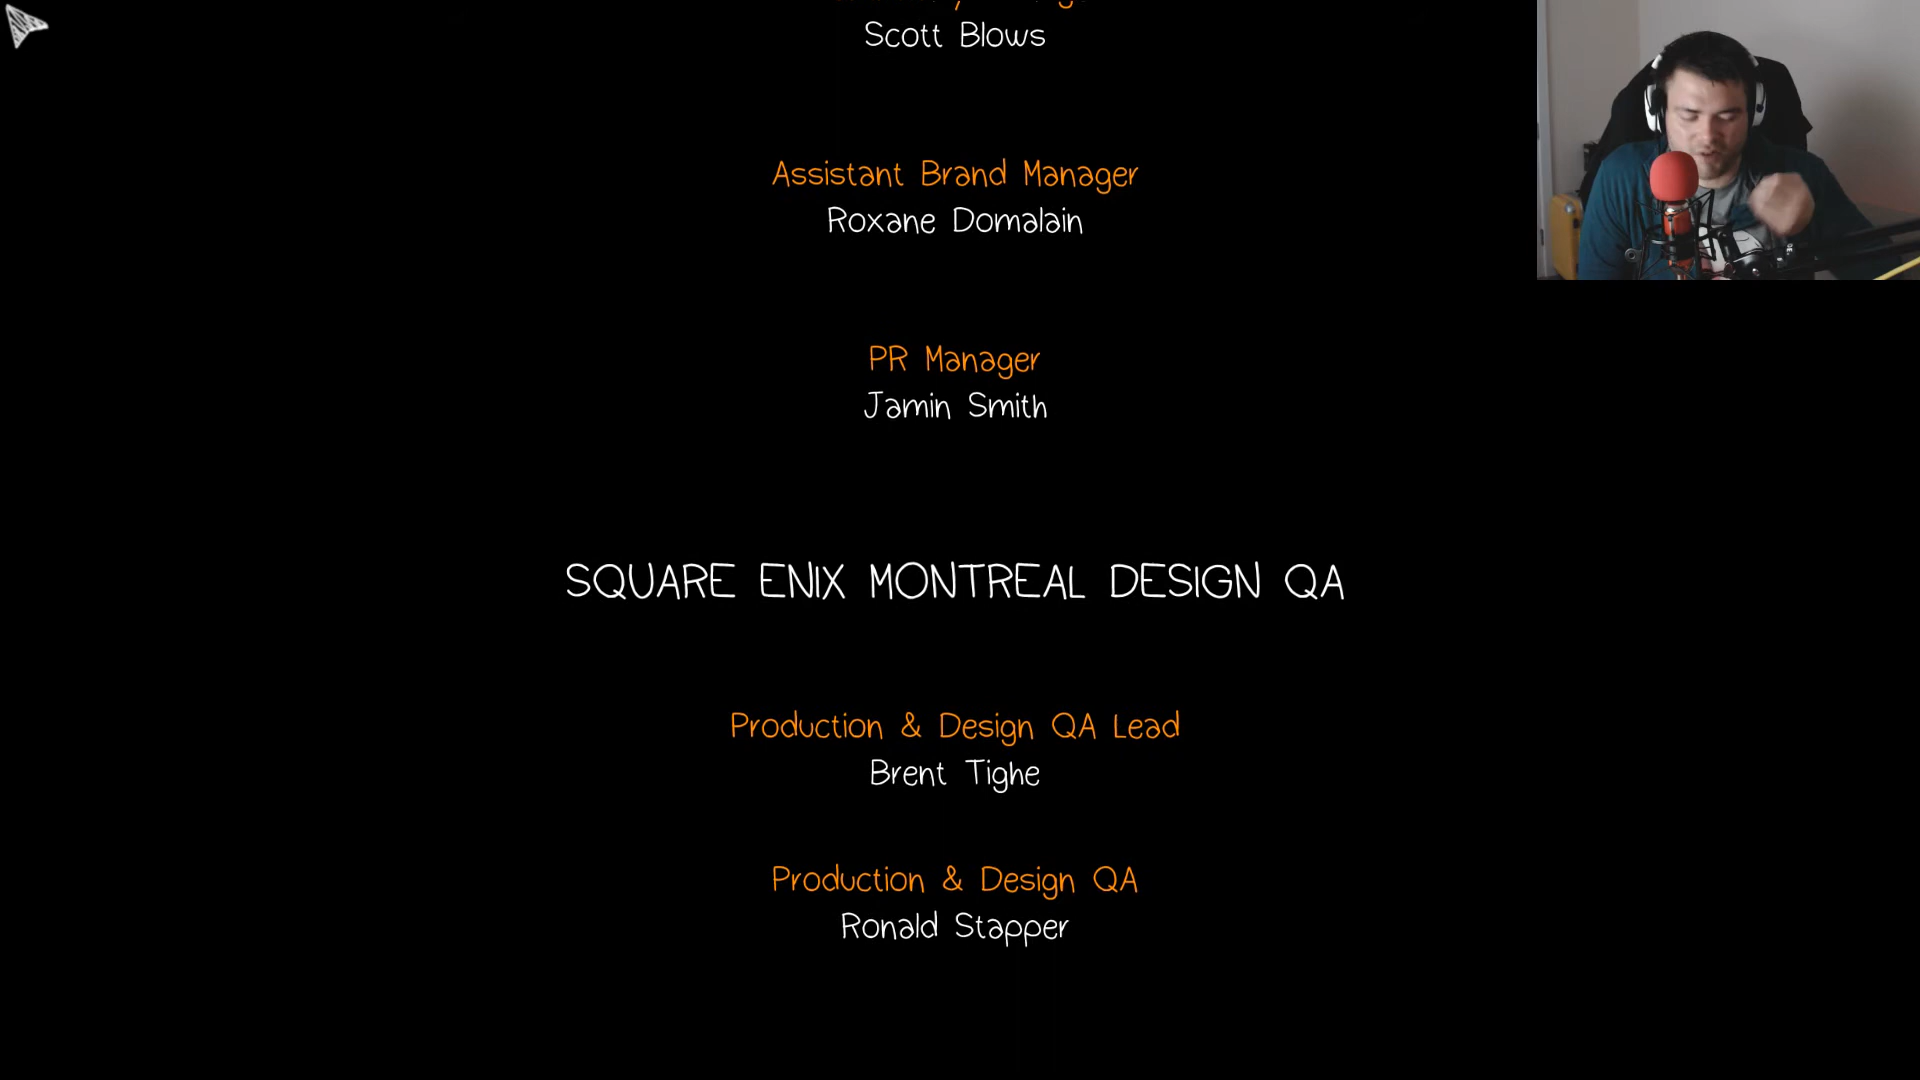 Scott Blows
Assistant Brand Manager
Roxane Domalain
PR Manager
Jamin Smith
SQUARE ENIX MONTREAL DESIGN QA
Production & Design QA Lead
Brent Tighe
Production & Design QA
Ronald Stapper